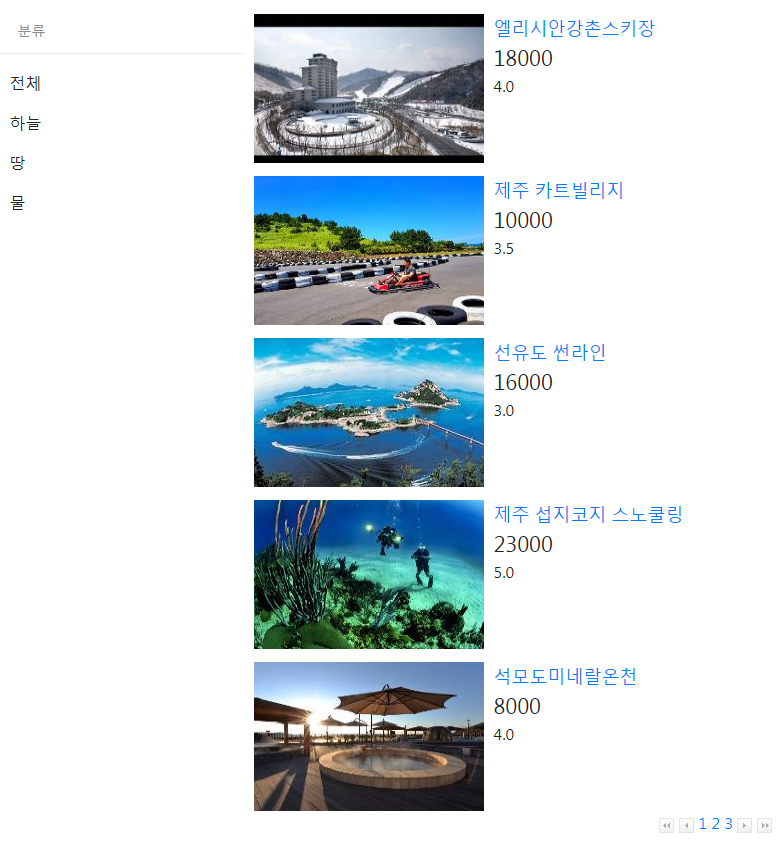 분류
전체
하늘
땅
물
엘리시안강촌스키장
18000
4.0
제주 카트빌리지
10000
3.5
선유도 썬라인
16000
3.0
제주 섭지코지 스노쿨링
23000
5.0
석모도미네랄온천
8000
4.0
1 2 3